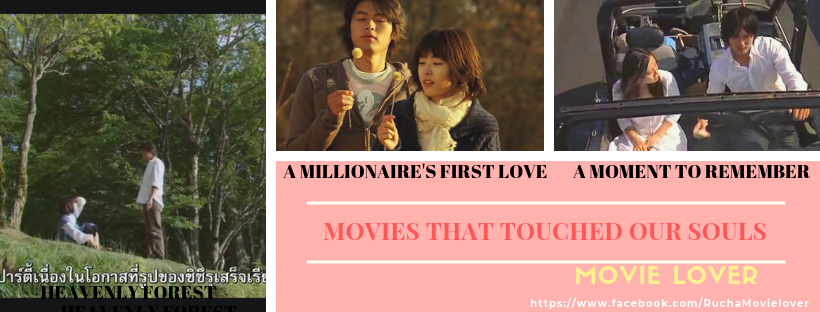 ปาร์ตี้เนื่องในโอกาสที่รูปของชิซึรุเสร็จเรีย
HEAVENLYFOREST
HEAVENLY FOREST
A MILLIONAIRE'S FIRST LOVE
A MOMENT TO REMEMBER
MOVIES THAT TOUCHED OUR SOULS
MOVIE LOVER
https://www.facebook.com/RuchaMovielover